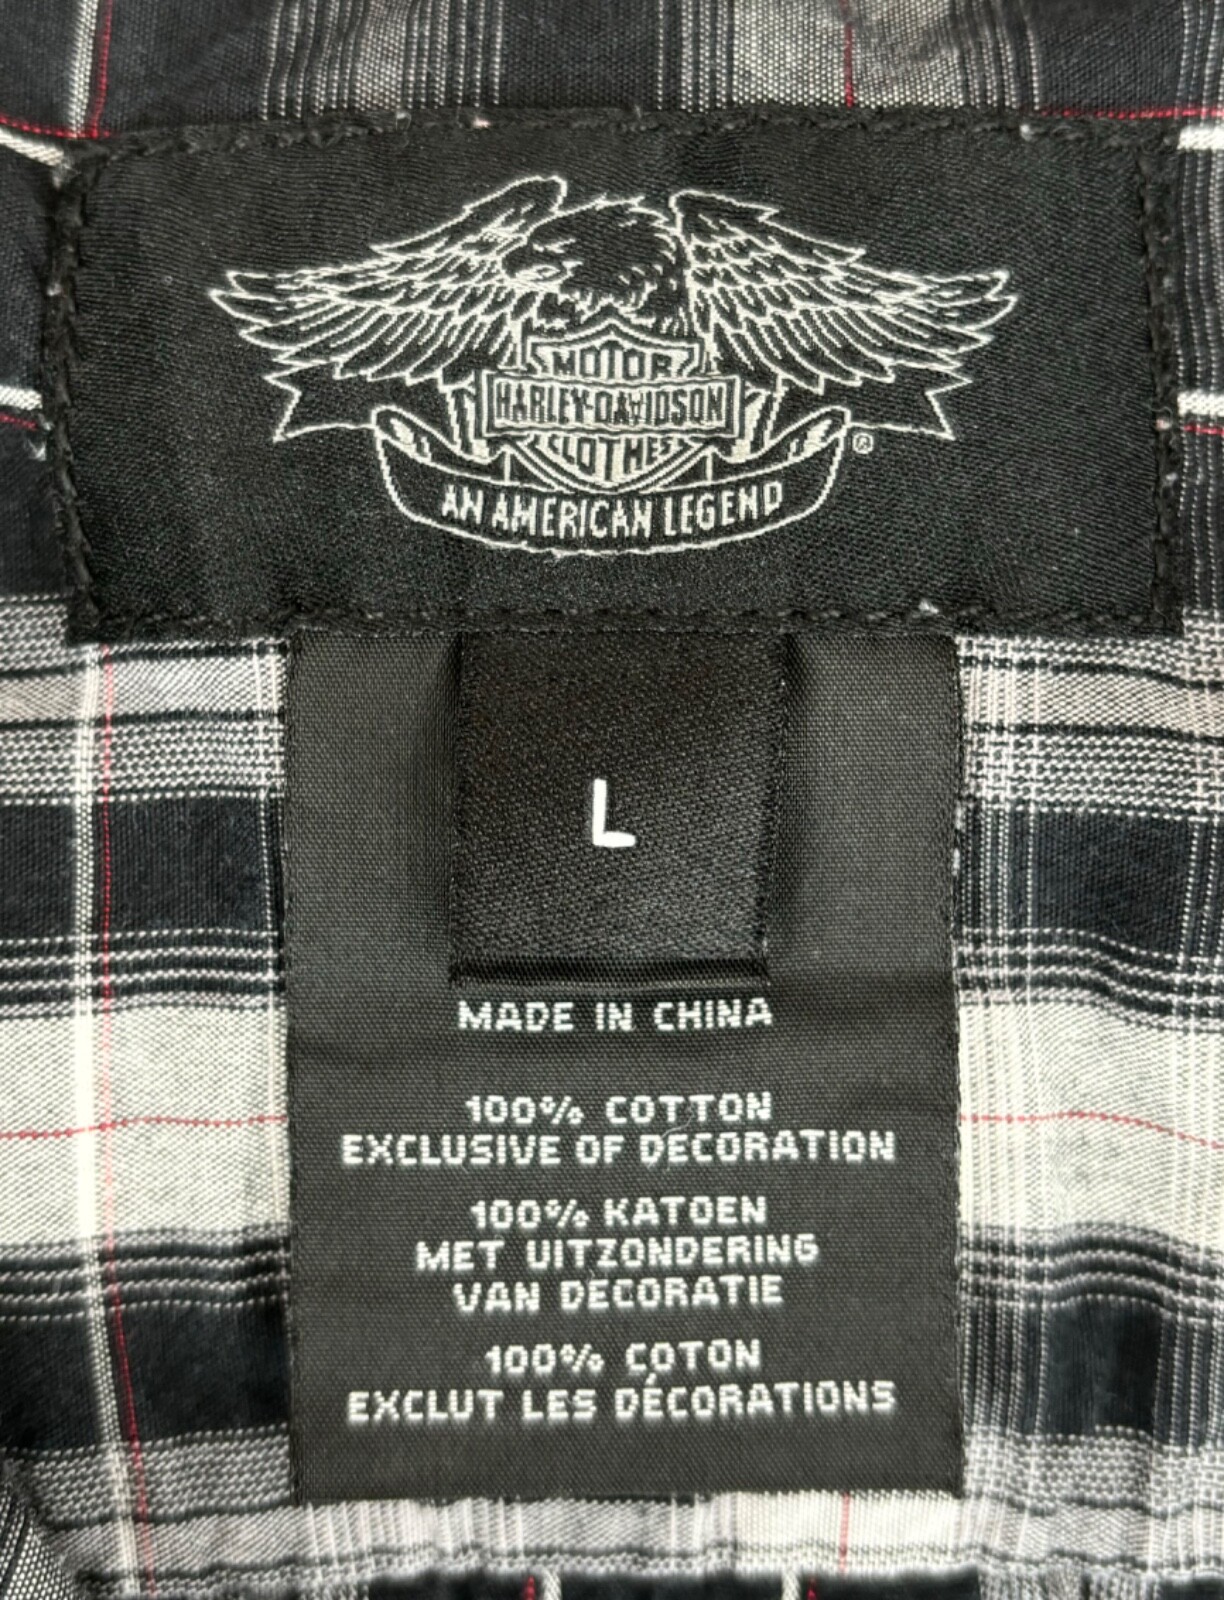 MOTOR
HARLEY-DAVIDSON
CLOTHES
®
AN AMERICAN LEGEND
L
MADE IN CHINA
100% COTTON
EXCLUSIVE OF DECORATION
100% KATOEN
MET UITZONDERING
VAN DECORATIE
100% COTON
EXCLUT LES DÉCORATIONS